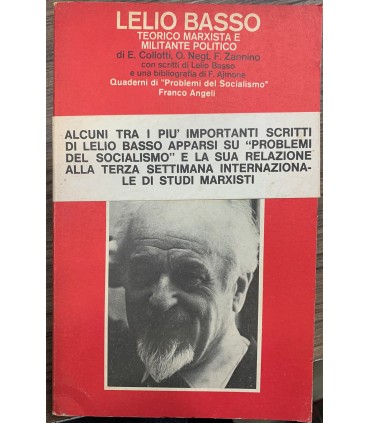 LELIO BASSO
TEORICO MARXISTA E
MILITANTE POLITICO
di E. Collotti, O. Negt, F. Zannino
con scritti di Lelio Basso
e una bibliografia di F. Almone
Quaderni di "Problemi del Socialismo"
Franco Angeli
ALCUNI TRA I PIU' IMPORTANTI SCRITTI
DI LELIO BASSO APPARSI SU "PROBLEMI
DEL SOCIALISMO" E LA SUA RELAZIONE
ALLA TERZA SETTIMANA INTERNAZIONA-
LE DI STUDI MARXISTI